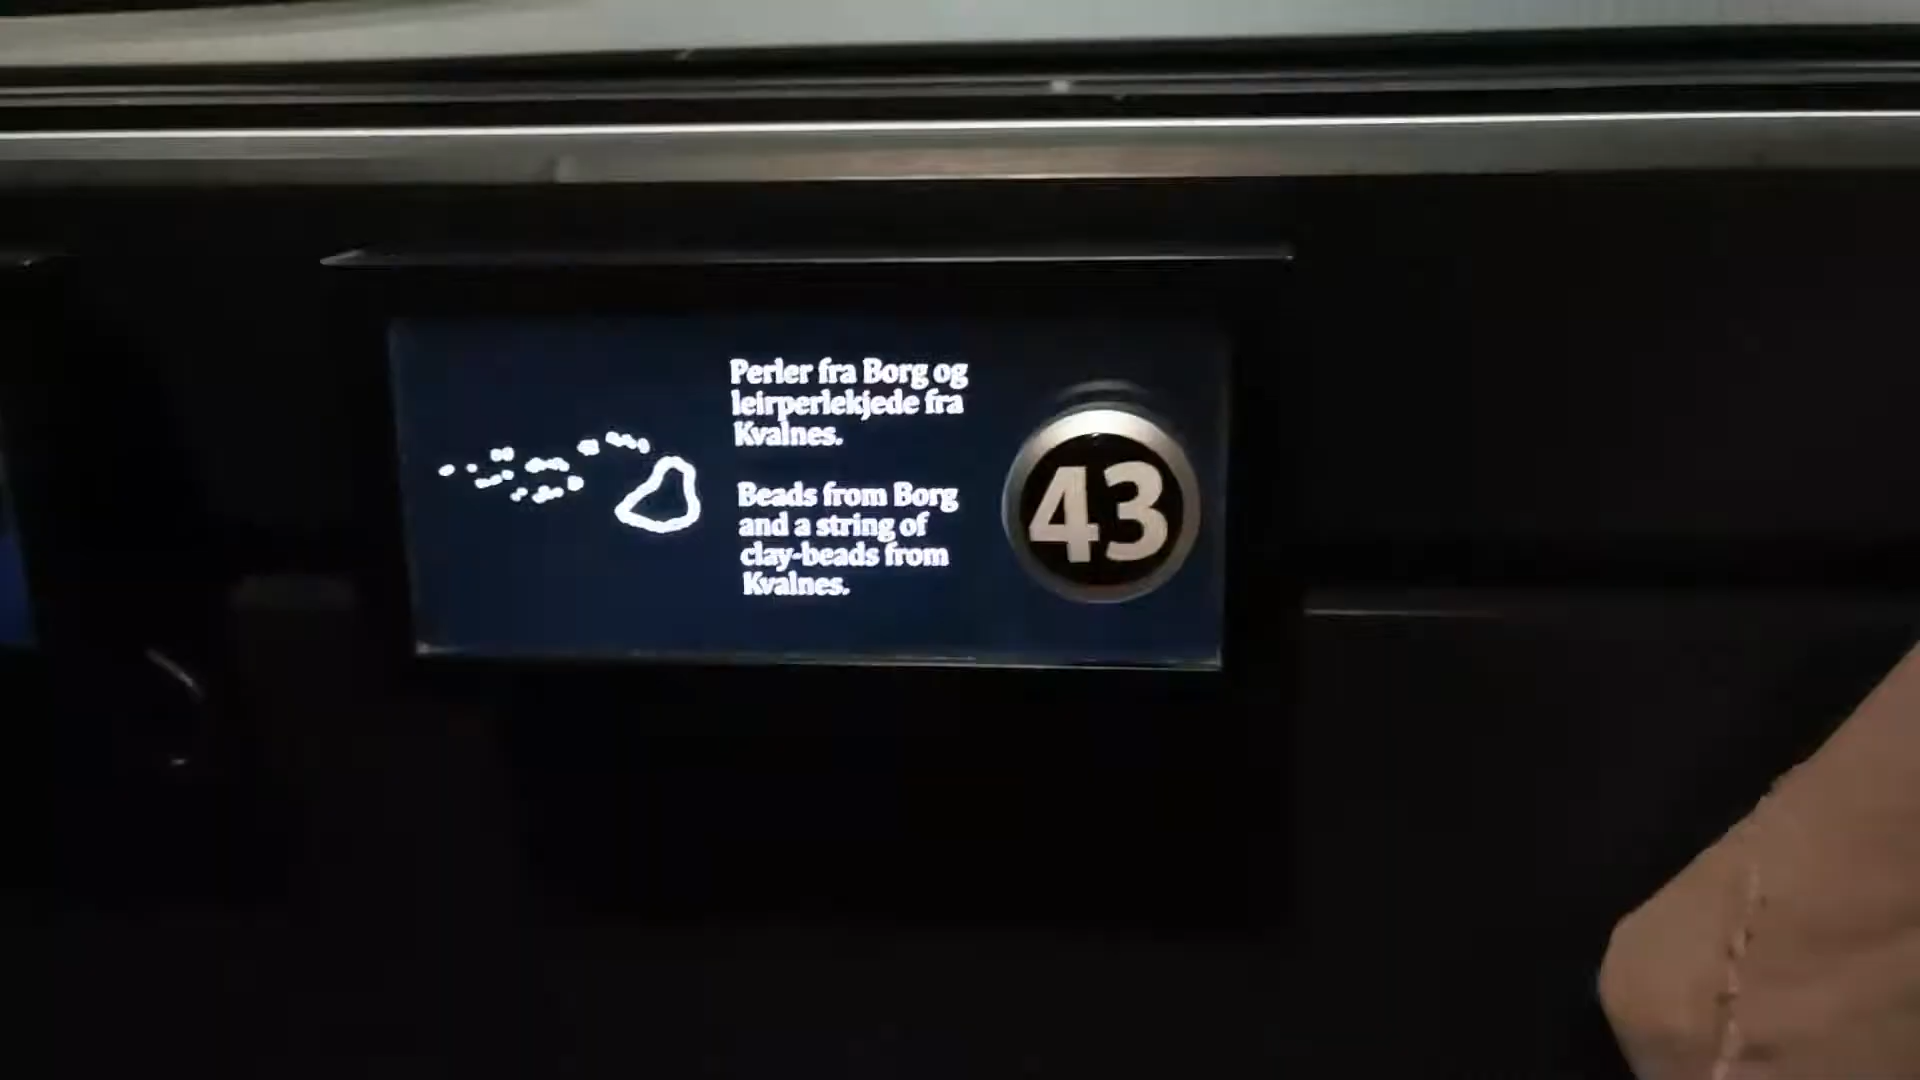 Perler fra Borg og
leirperlekjede fra
Kvalnes.
Beads from Borg
and a string of
clay-beads from
Kvalnes.
43